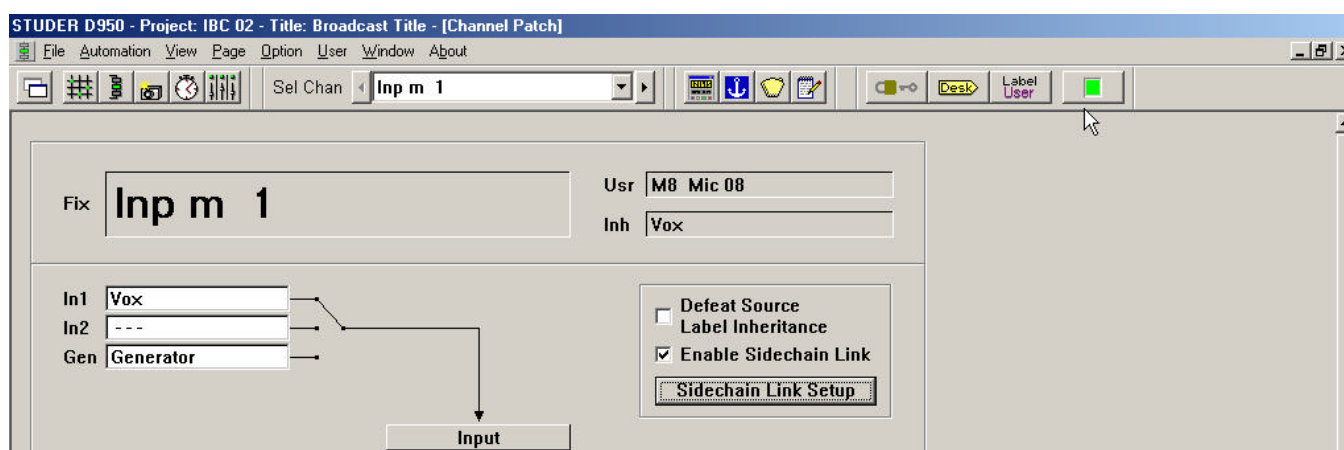 STUDER D950 - Project: IBC 02 - Title: Broadcast Title - [Channel Patch]
File Automation View Page Option User Window About
Sel Chan Inp m 1 Desk Label User
Fix Inp m 1
Usr M8 Mic 08
Inh Vox
In1 Vox
In2 ---
Gen Generator
Defeat Source
Label Inheritance
Enable Sidechain Link
Sidechain Link Setup
Input